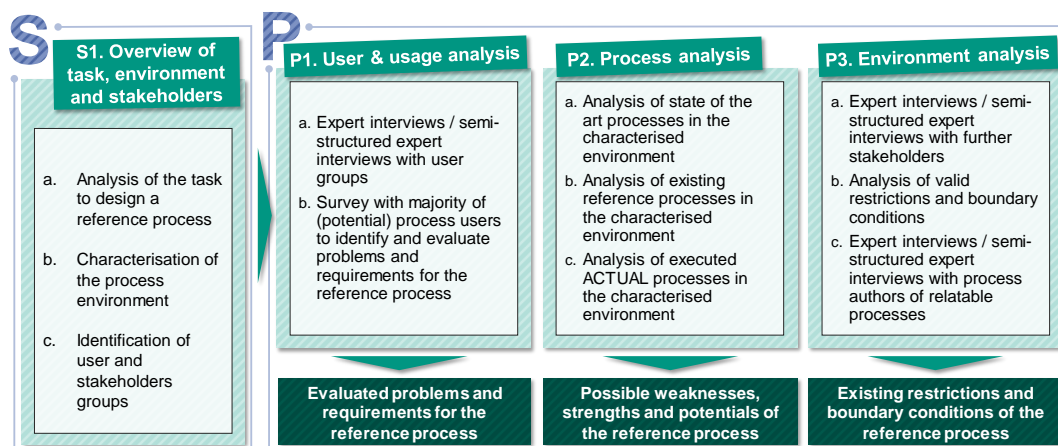 S
S1. Overview of
task, environment
and stakeholders
a. Analysis of the task
to design a
reference process
b. Characterisation of
the process
environment
c. Identification of
user and
stakeholders
groups
P
P1. User & usage analysis
a. Expert interviews / semi-
structured expert
interviews with user
groups
b. Survey with majority of
(potential) process users
to identify and evaluate
problems and
requirements for the
reference process
Evaluated problems and
requirements for the
reference process
P2. Process analysis
a. Analysis of state of the
art processes in the
characterised
environment
b. Analysis of existing
reference processes in
the characterised
environment
c. Analysis of executed
ACTUAL processes in
the characterised
environment
Possible weaknesses,
strengths and potentials of
the reference process
P3. Environment analysis
a. Expert interviews / semi-
structured expert
interviews with further
stakeholders
b. Analysis of valid
restrictions and boundary
conditions
c. Expert interviews / semi-
structured expert
interviews with process
authors of relatable
processes
Existing restrictions and
boundary conditions of the
reference process